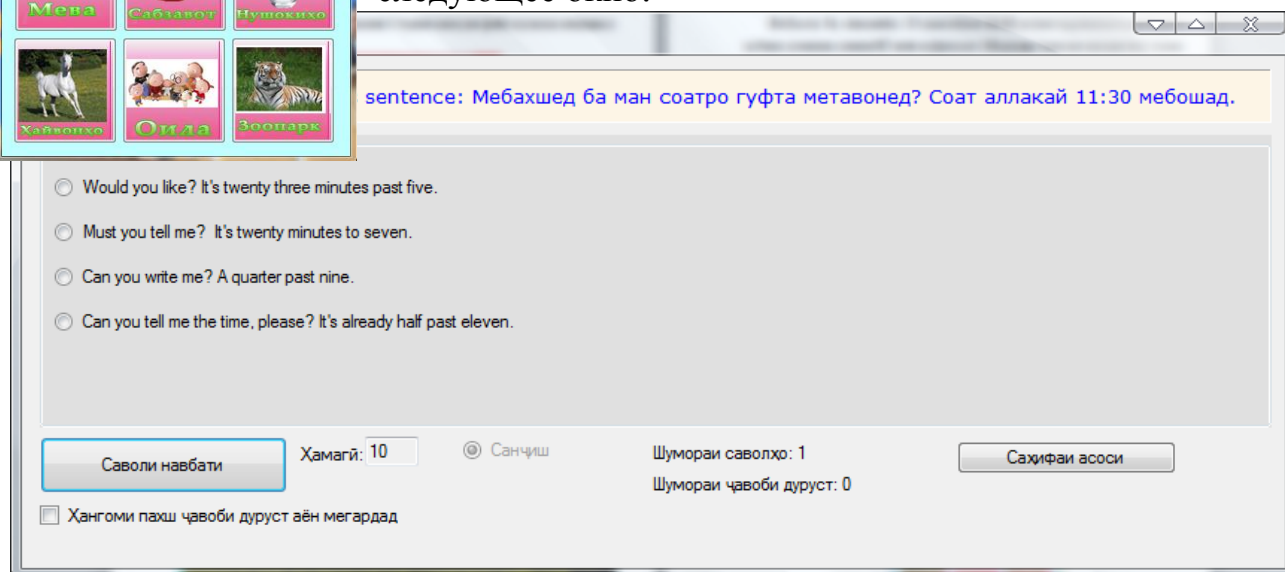 следующее окно:
Мева Сабзавот Нушокихо
Хайвонхо Оила Зоопарк
sentence: Мебахшед ба ман соатро гуфта метавонед? Соат аллакай 11:30 мебошад.
Would you like? It's twenty three minutes past five.
Must you tell me? It's twenty minutes to seven.
Can you write me? A quarter past nine.
Can you tell me the time, please? It's already half past eleven.
Саволи навбати Ҳамагӣ: 10 Санҷиш Шумораи саволҳо: 1 Саҳифаи асоси
Шумораи ҷавоби дуруст: 0
Ҳангоми пахш ҷавоби дуруст аён мегардад